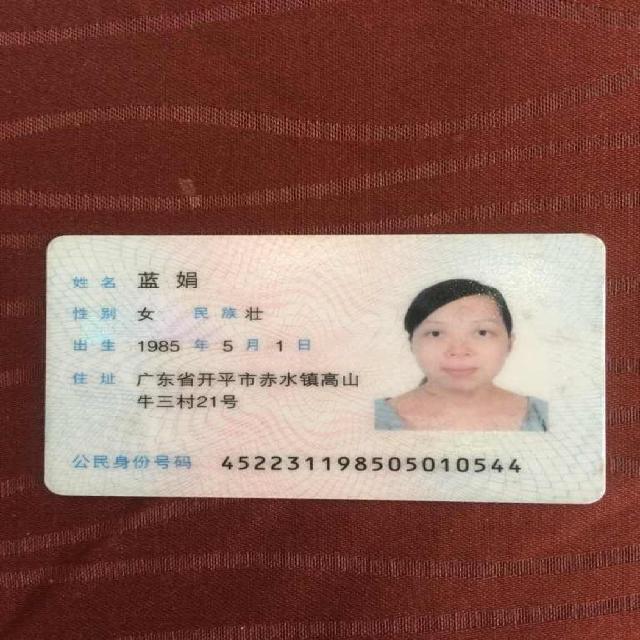 姓名 蓝娟
性别 女 民族 壮
出生 1985 年 5 月 1 日
住址 广东省开平市赤水镇高山
牛三村21号
公民身份号码 452231198505010544